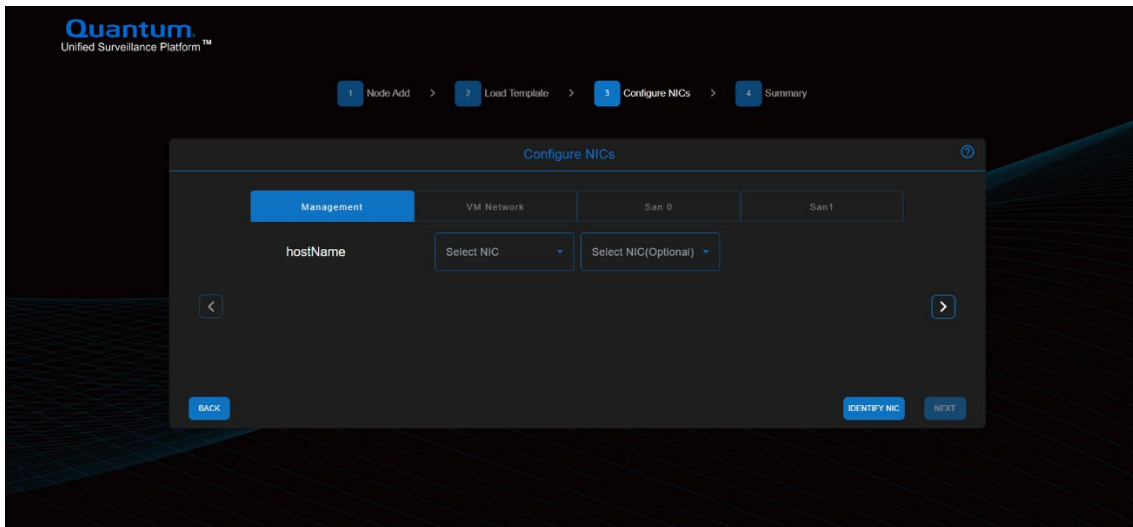 Quantum.
Unified Surveillance Platform™
1 Node Add > 2 Load Template > 3 Configure NICs > 4 Summary
Configure NICs
Management VM Network San 0 San1
hostName Select NIC Select NIC(Optional)
BACK IDENTIFY NIC NEXT